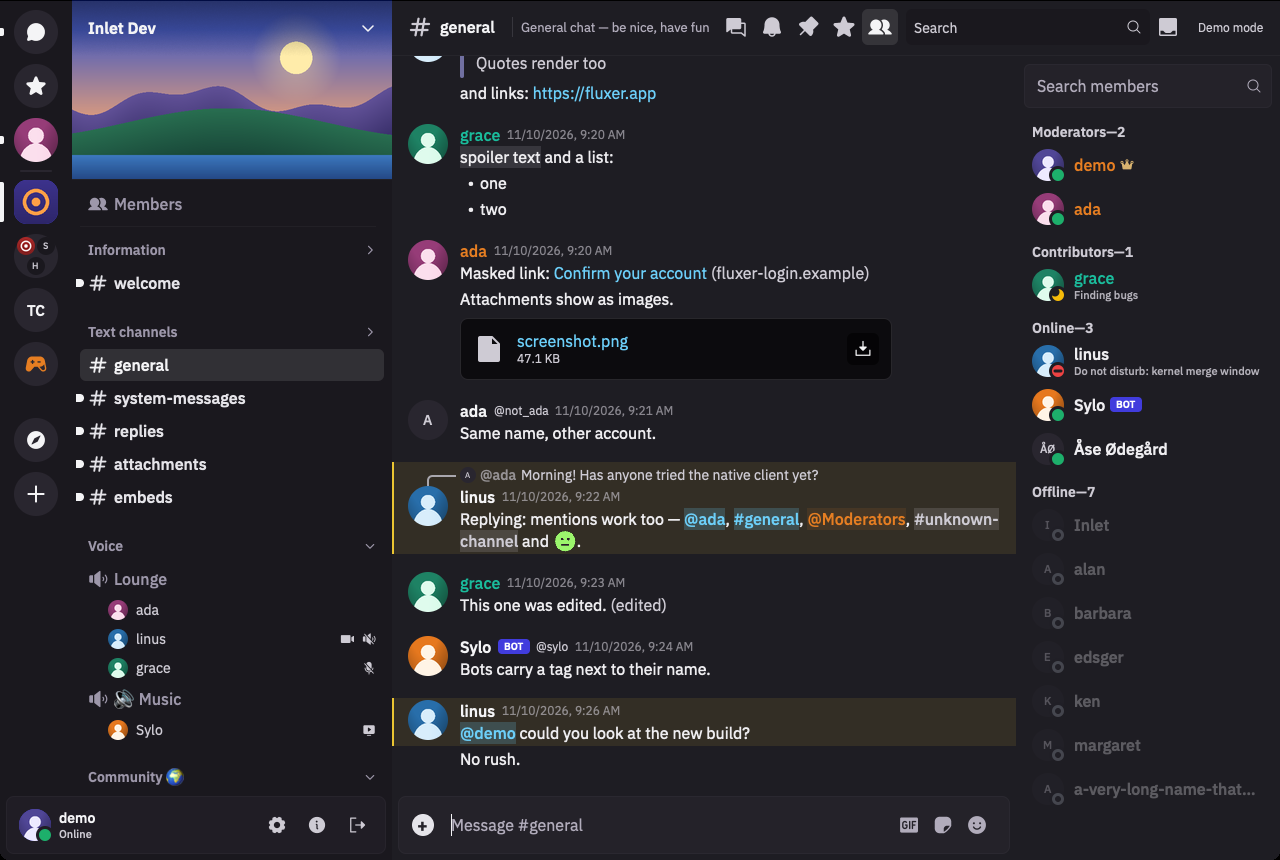 Inlet Dev
S
H
TC
Members
Information
# welcome
Text channels
# general
# system-messages
# replies
# attachments
# embeds
Voice
Lounge
ada
linus
grace
Music
Sylo
Community
demo
Online
# general
General chat — be nice, have fun
Search
Demo mode
Quotes render too
and links: https://fluxer.app
grace 11/10/2026, 9:20 AM
spoiler text and a list:
• one
• two
ada 11/10/2026, 9:20 AM
Masked link: Confirm your account (fluxer-login.example)
Attachments show as images.
screenshot.png
47.1 KB
A
ada @not_ada 11/10/2026, 9:21 AM
Same name, other account.
A @ada Morning! Has anyone tried the native client yet?
linus 11/10/2026, 9:22 AM
Replying: mentions work too — @ada, #general, @Moderators, #unknown-
channel and 😐.
grace 11/10/2026, 9:23 AM
This one was edited. (edited)
Sylo BOT @sylo 11/10/2026, 9:24 AM
Bots carry a tag next to their name.
linus 11/10/2026, 9:26 AM
@demo could you look at the new build?
No rush.
Message #general
GIF
Search members
Moderators—2
demo
ada
Contributors—1
grace
Finding bugs
Online—3
linus
Do not disturb: kernel merge window
Sylo BOT
ÅØ Åse Ødegård
Offline—7
I Inlet
A alan
B barbara
E edsger
K ken
M margaret
A a-very-long-name-that...